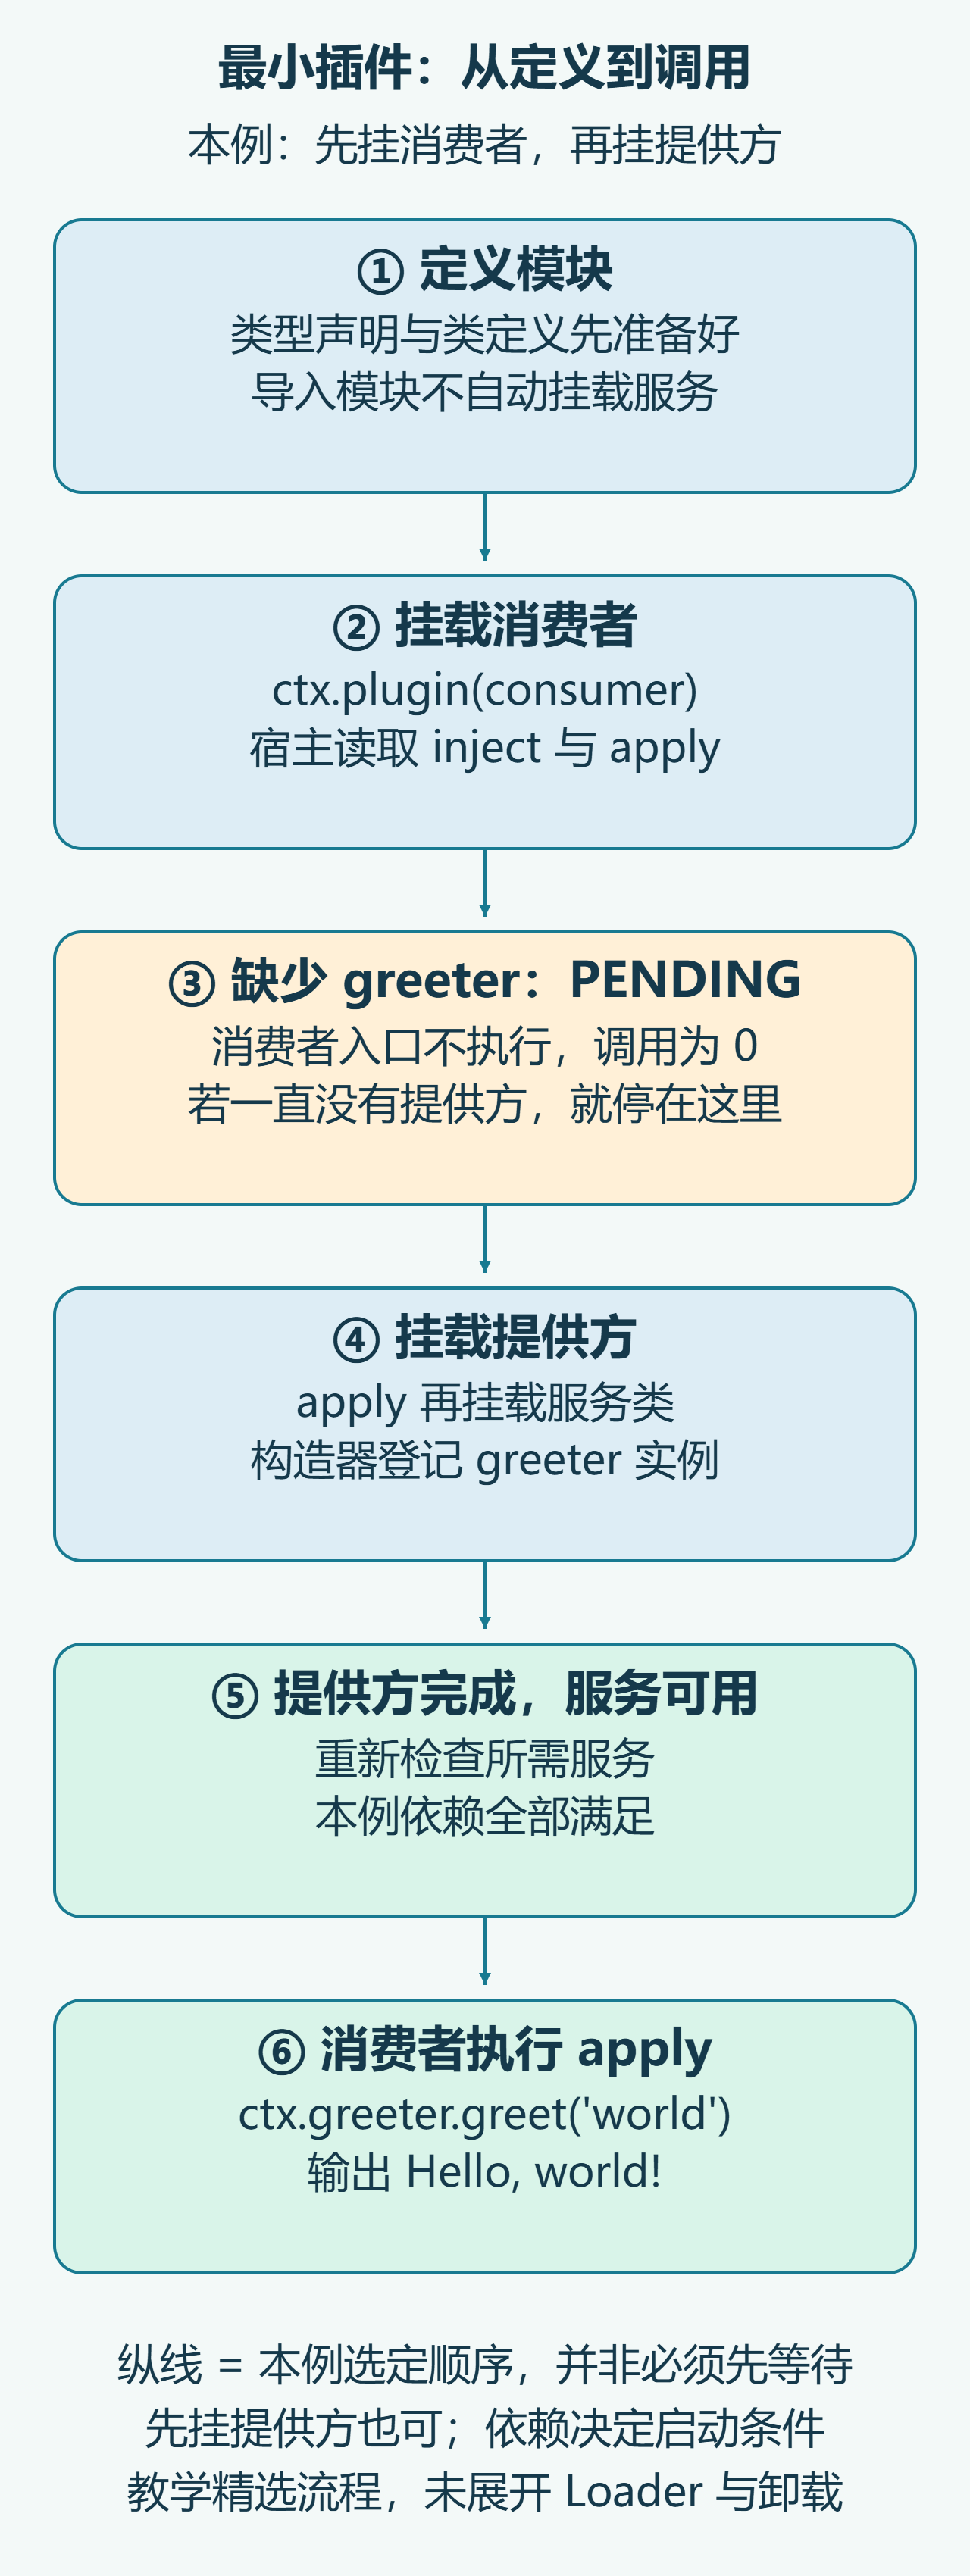 最小插件：从定义到调用
本例：先挂消费者，再挂提供方
① 定义模块
类型声明与类定义先准备好
导入模块不自动挂载服务
② 挂载消费者
ctx.plugin(consumer)
宿主读取 inject 与 apply
③ 缺少 greeter：PENDING
消费者入口不执行，调用为 0
若一直没有提供方，就停在这里
④ 挂载提供方
apply 再挂载服务类
构造器登记 greeter 实例
⑤ 提供方完成，服务可用
重新检查所需服务
本例依赖全部满足
⑥ 消费者执行 apply
ctx.greeter.greet('world')
输出 Hello, world!
纵线 = 本例选定顺序，并非必须先等待
先挂提供方也可；依赖决定启动条件
教学精选流程，未展开 Loader 与卸载